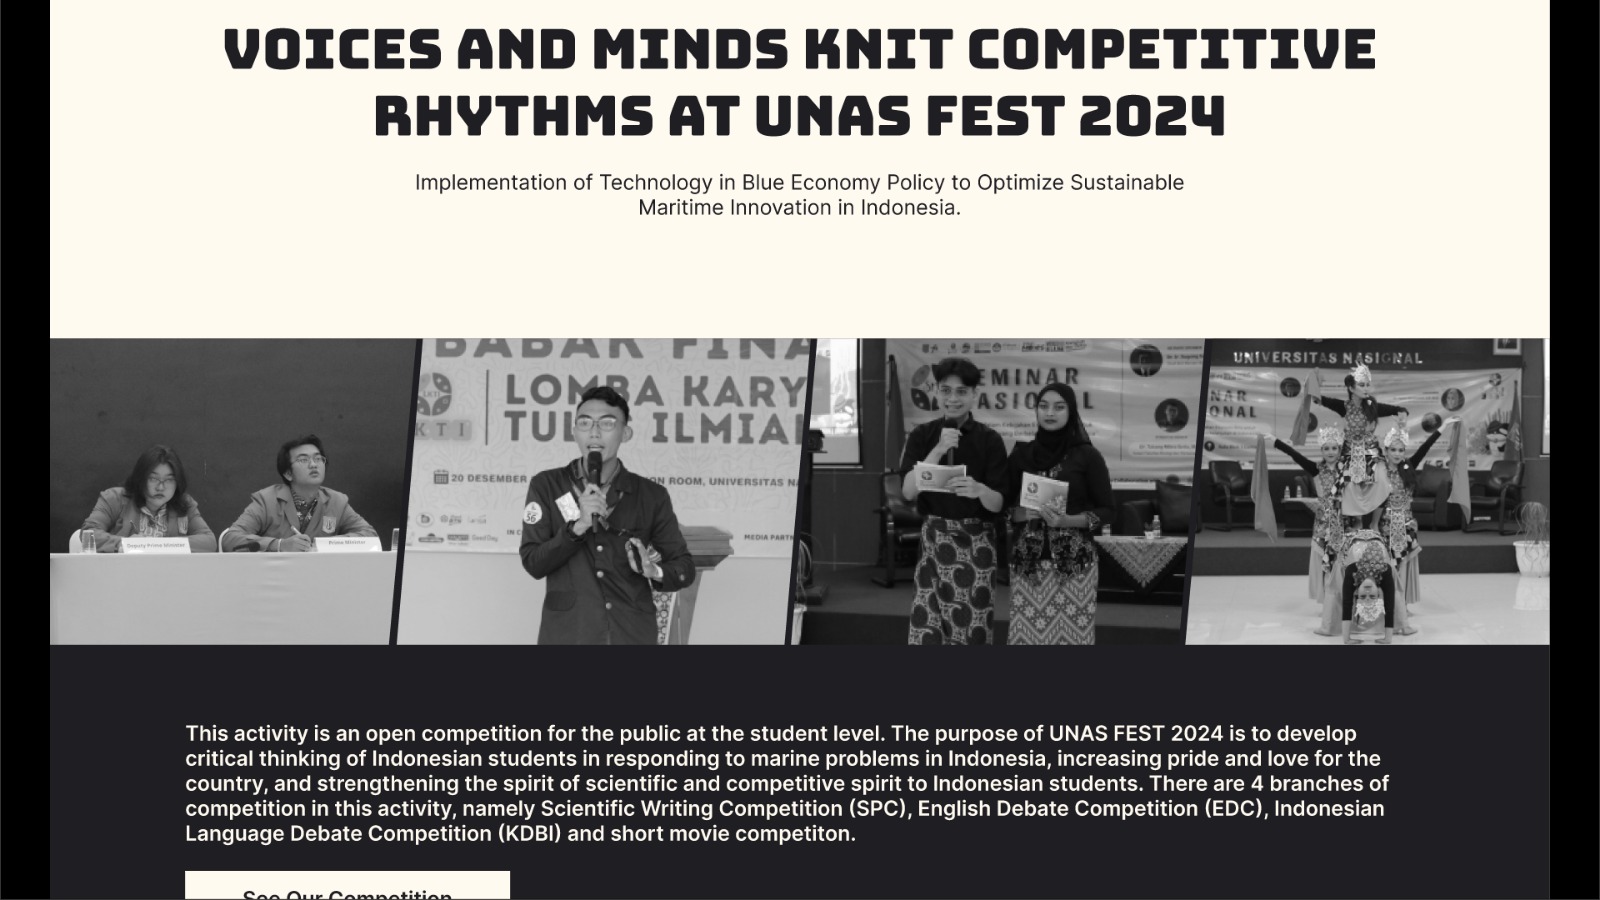 VOICES AND MINDS KNIT COMPETITIVE
RHYTHMS AT UNAS FEST 2024
Implementation of Technology in Blue Economy Policy to Optimize Sustainable
Maritime Innovation in Indonesia.
BABAK FINA
LOMBA KARY
TULIS ILMIAH
KTI
20 DESEMBER
ON ROOM, UNIVERSITAS NA
MEDIA PARTN
56
Deputy Prime Minister
Prime Minister
EMINAR
ASIONAL
UNIVERSITAS NASIONAL
NAR
ONAL
This activity is an open competition for the public at the student level. The purpose of UNAS FEST 2024 is to develop
critical thinking of Indonesian students in responding to marine problems in Indonesia, increasing pride and love for the
country, and strengthening the spirit of scientific and competitive spirit to Indonesian students. There are 4 branches of
competition in this activity, namely Scientific Writing Competition (SPC), English Debate Competition (EDC), Indonesian
Language Debate Competition (KDBI) and short movie competiton.
See Our Competition